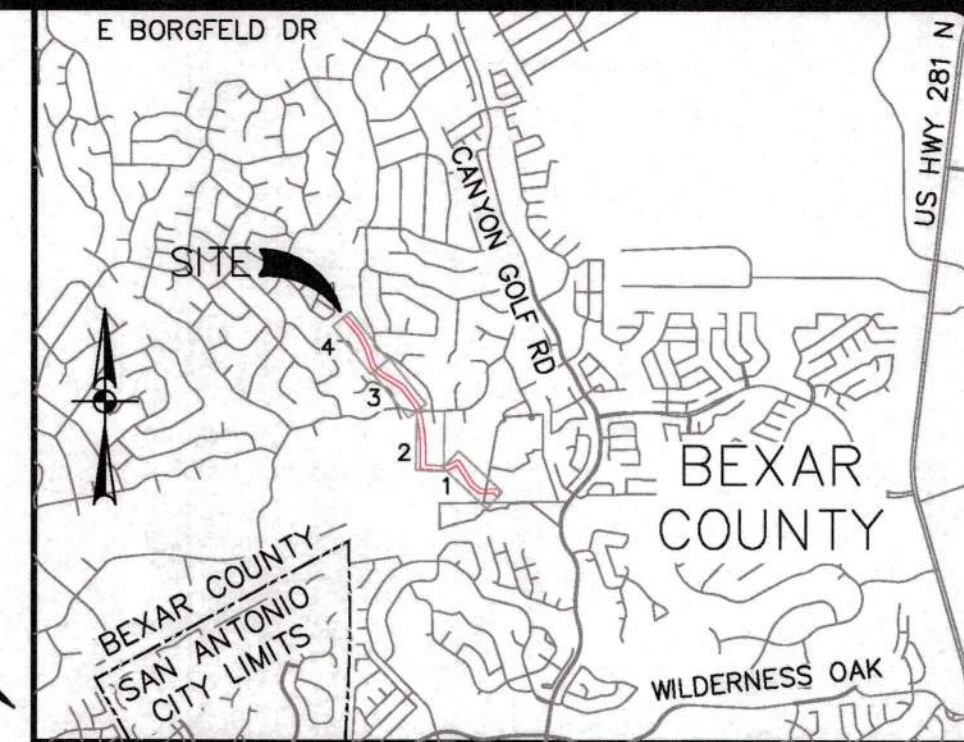 E BORGFELD DR
US HWY 281 N
CANYON GOLF RD
SITE
4
3
2
1
BEXAR
COUNTY
BEXAR COUNTY
SAN ANTONIO
CITY LIMITS
WILDERNESS OAK